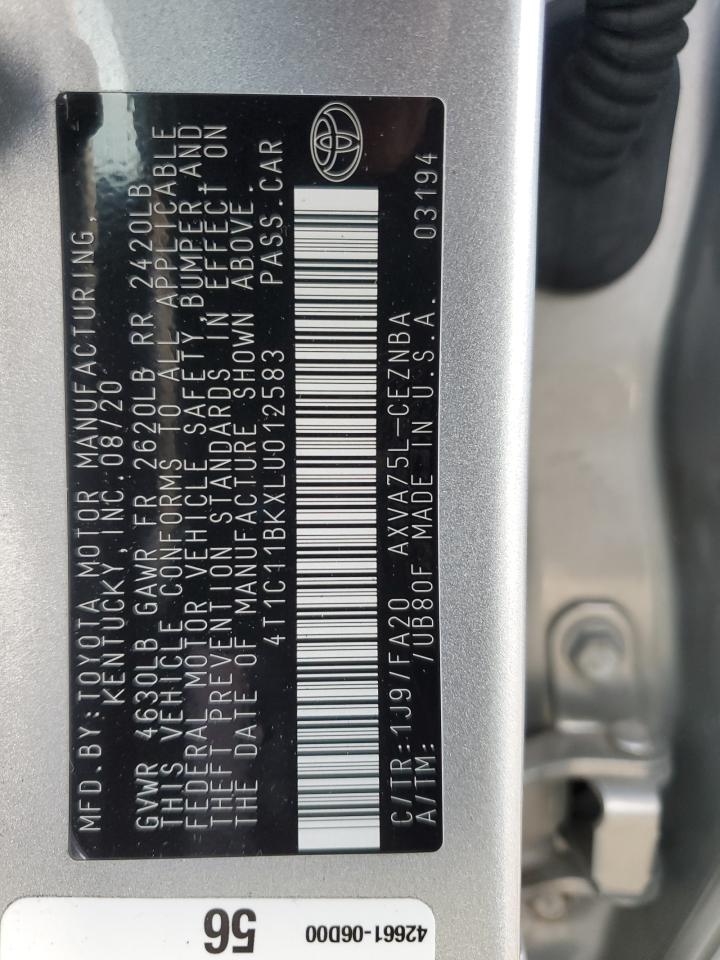 MFD.BY:TOYOTA MOTOR MANUFACTURING,
KENTUCKY, INC.08/20
GVWR 4630LB GAWR FR 2620LB RR 2420LB
THIS VEHICLE CONFORMS TO ALL APPLICABLE
FEDERAL MOTOR VEHICLE SAFETY, BUMPER, AND
THEFT PREVENTION STANDARDS IN EFFECT ON
THE DATE OF MANUFACTURE SHOWN ABOVE.
4T1C11BKXLU012583 PASS.CAR
C/TR:1J9/FA20 AXVA75L-CEZNBA
A/TM: /UB80F MADE IN U.S.A. 03194
56
42661-06D00